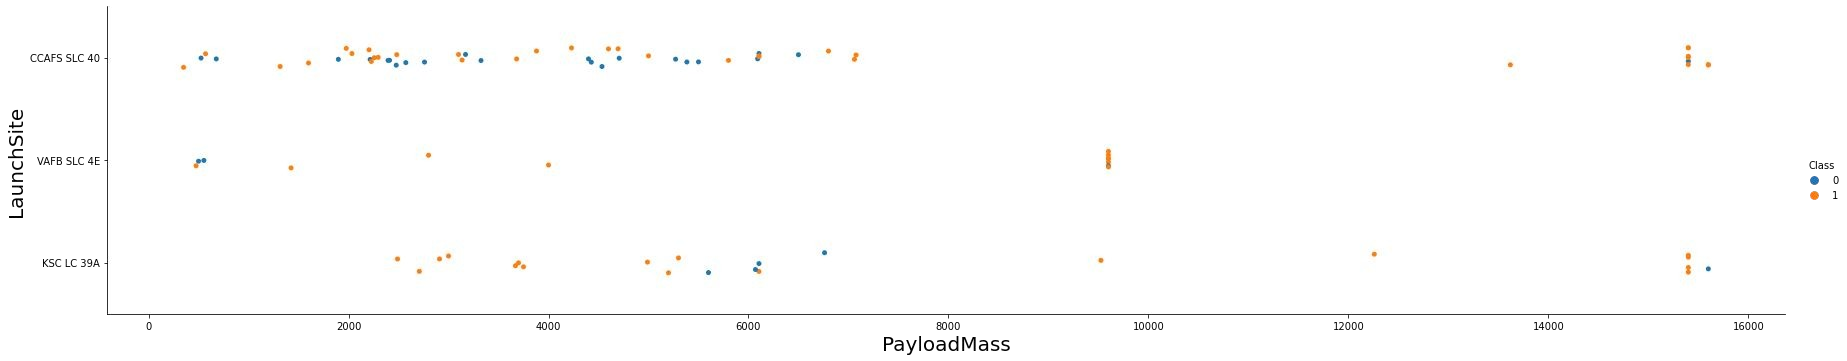 LaunchSite
CCAFS SLC 40
VAFB SLC 4E
KSC LC 39A
0 2000 4000 6000 8000 10000 12000 14000 16000
PayloadMass
Class
0
1